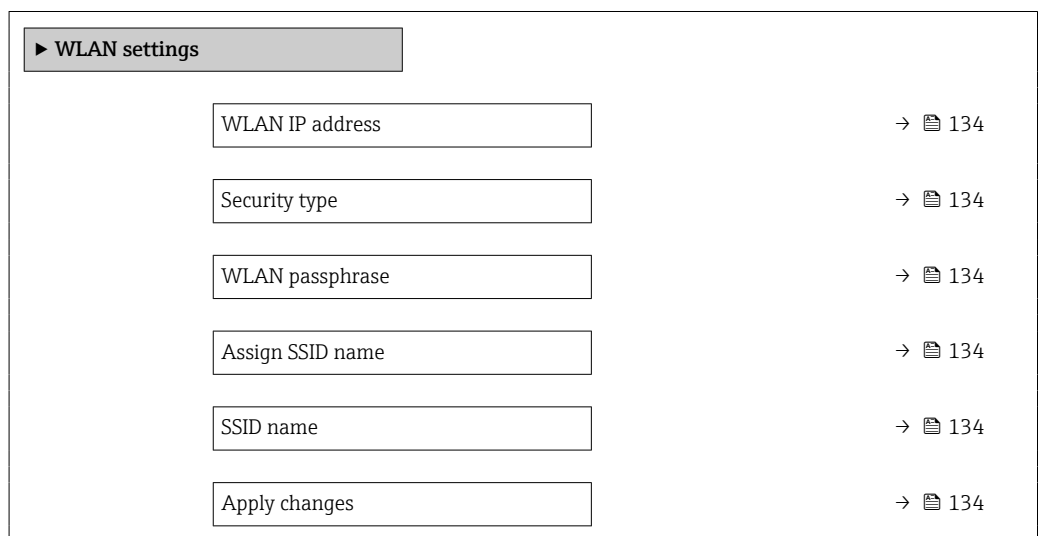 ▶ WLAN settings
WLAN IP address → 134
Security type → 134
WLAN passphrase → 134
Assign SSID name → 134
SSID name → 134
Apply changes → 134